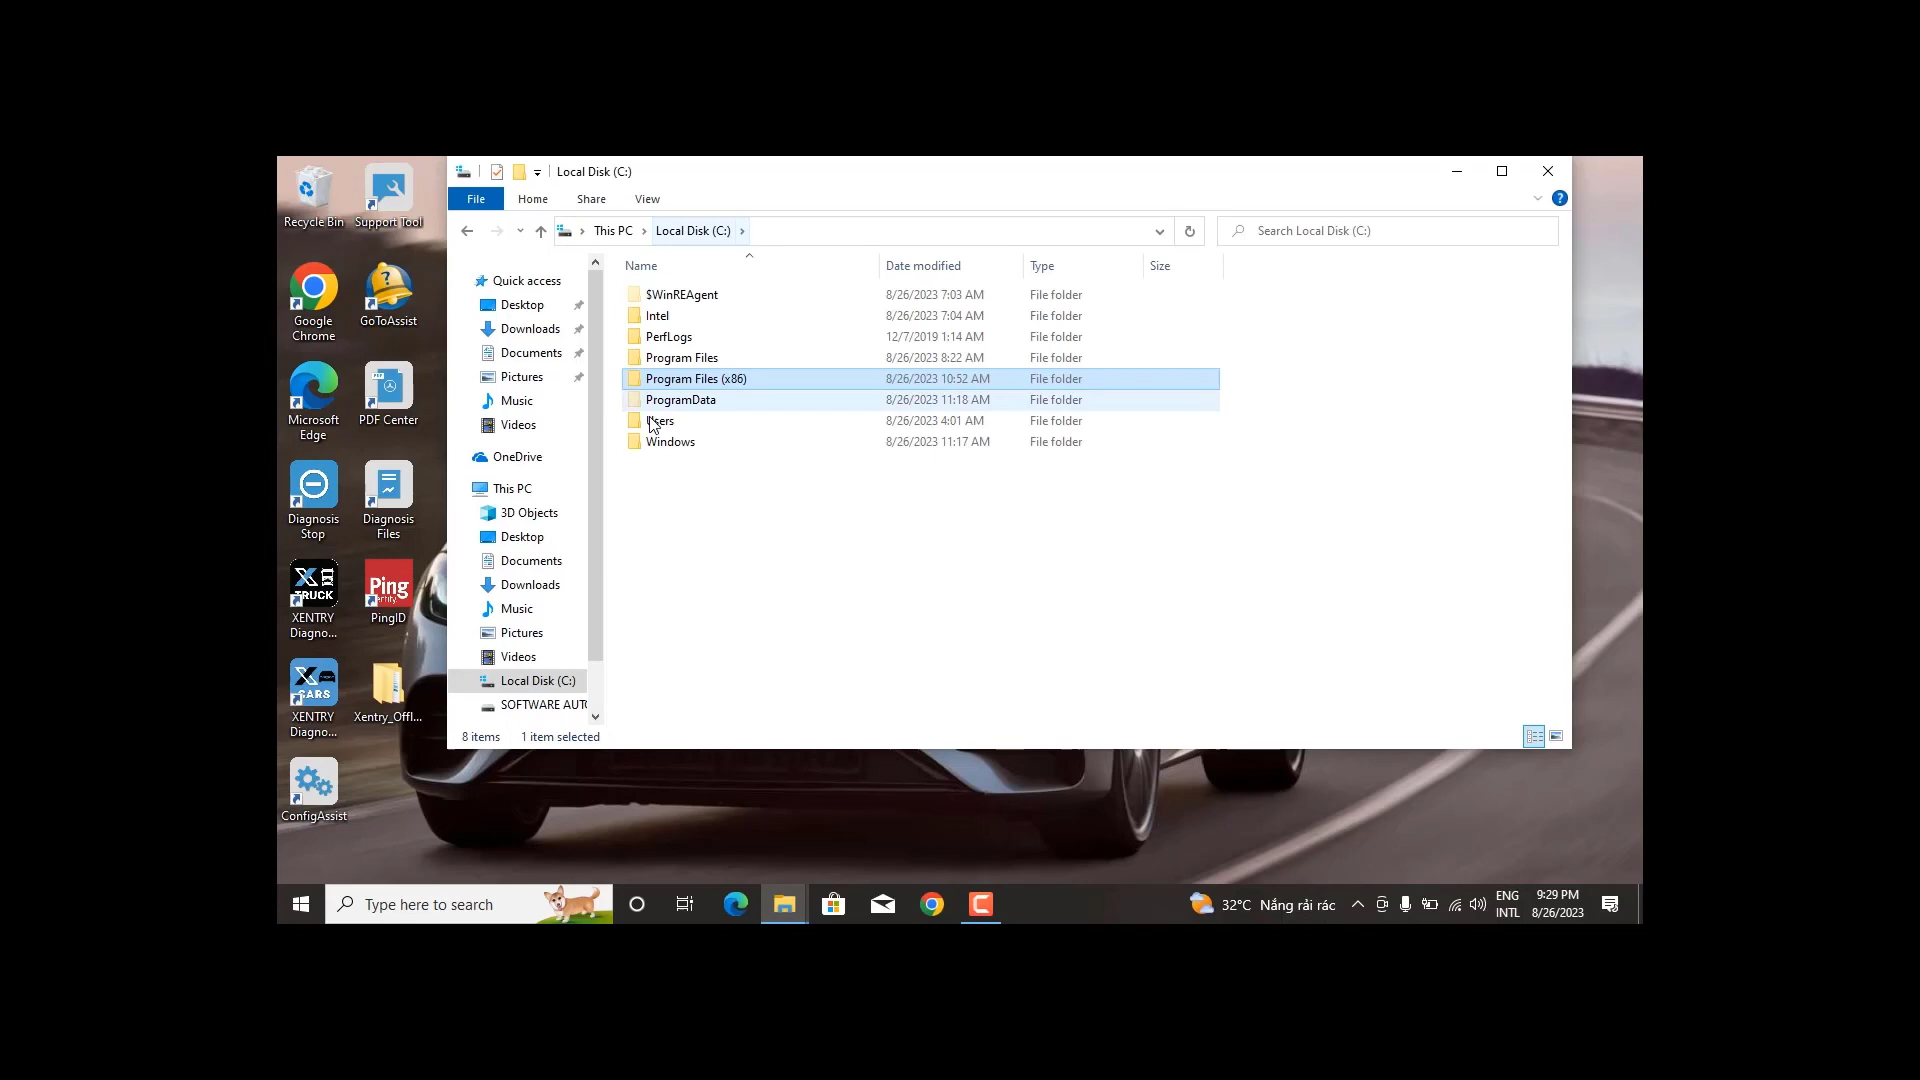 Recycle Bin
Support Tool
Google
Chrome
GoToAssist
Microsoft
Edge
PDF Center
Diagnosis
Stop
Diagnosis
Files
X
TRUCK
XENTRY
Diagno...
Ping
Identity.
PingID
X
CARS
XENTRY
Diagno...
Xentry_Offl...
ConfigAssist
Local Disk (C:)
File
Home
Share
View
This PC
Local Disk (C:)
Search Local Disk (C:)
Quick access
Desktop
Downloads
Documents
Pictures
Music
Videos
OneDrive
This PC
3D Objects
Desktop
Documents
Downloads
Music
Pictures
Videos
Local Disk (C:)
SOFTWARE AUTO
Name Date modified Type Size
$WinREAgent 8/26/2023 7:03 AM File folder
Intel 8/26/2023 7:04 AM File folder
PerfLogs 12/7/2019 1:14 AM File folder
Program Files 8/26/2023 8:22 AM File folder
Program Files (x86) 8/26/2023 10:52 AM File folder
ProgramData 8/26/2023 11:18 AM File folder
Users 8/26/2023 4:01 AM File folder
Windows 8/26/2023 11:17 AM File folder
8 items 1 item selected
Type here to search
32°C Nắng rải rác
ENG
INTL
9:29 PM
8/26/2023